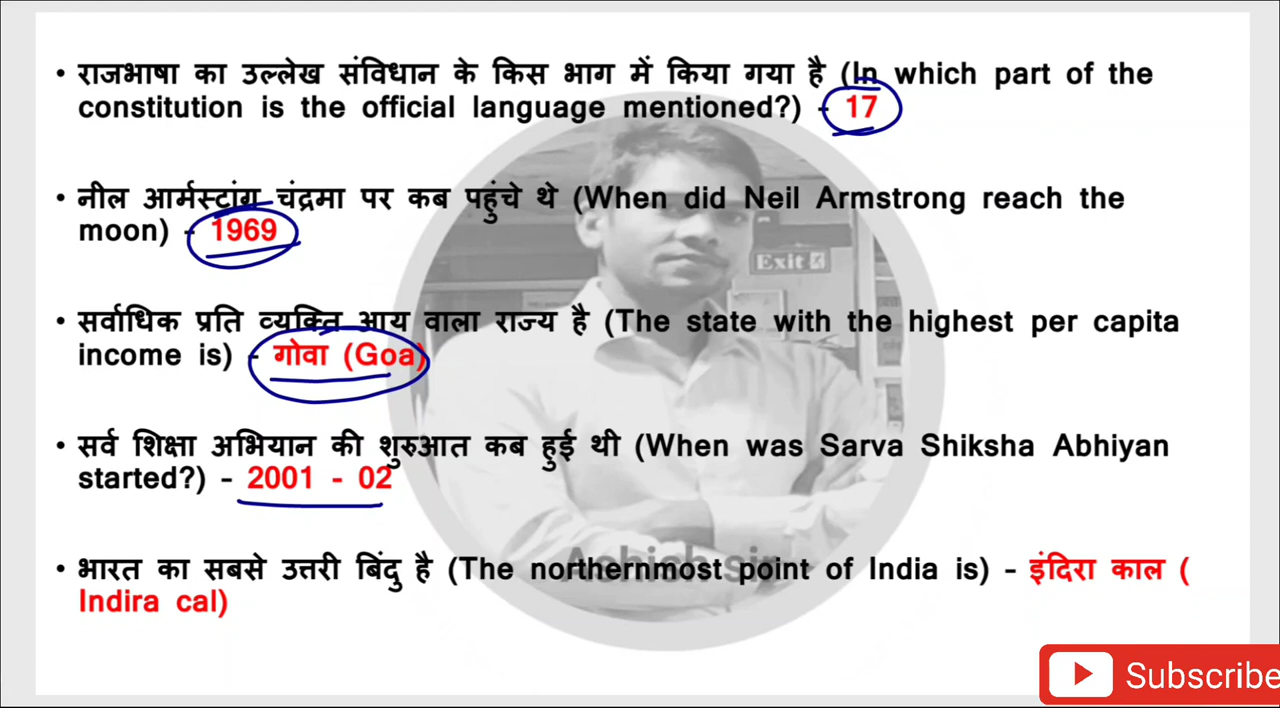 • राजभाषा का उल्लेख संविधान के किस भाग में किया गया है (In which part of the
constitution is the official language mentioned?) - 17
• नील आर्मस्टांग चंद्रमा पर कब पहुंचे थे (When did Neil Armstrong reach the
moon) - 1969
Exit
• सर्वाधिक प्रति व्यक्ति आय वाला राज्य है (The state with the highest per capita
income is) - गोवा (Goa)
• सर्व शिक्षा अभियान की शुरुआत कब हुई थी (When was Sarva Shiksha Abhiyan
started?) - 2001 - 02
Ashish sir
• भारत का सबसे उत्तरी बिंदु है (The northernmost point of India is) - इंदिरा काल (
Indira cal)
Subscribe